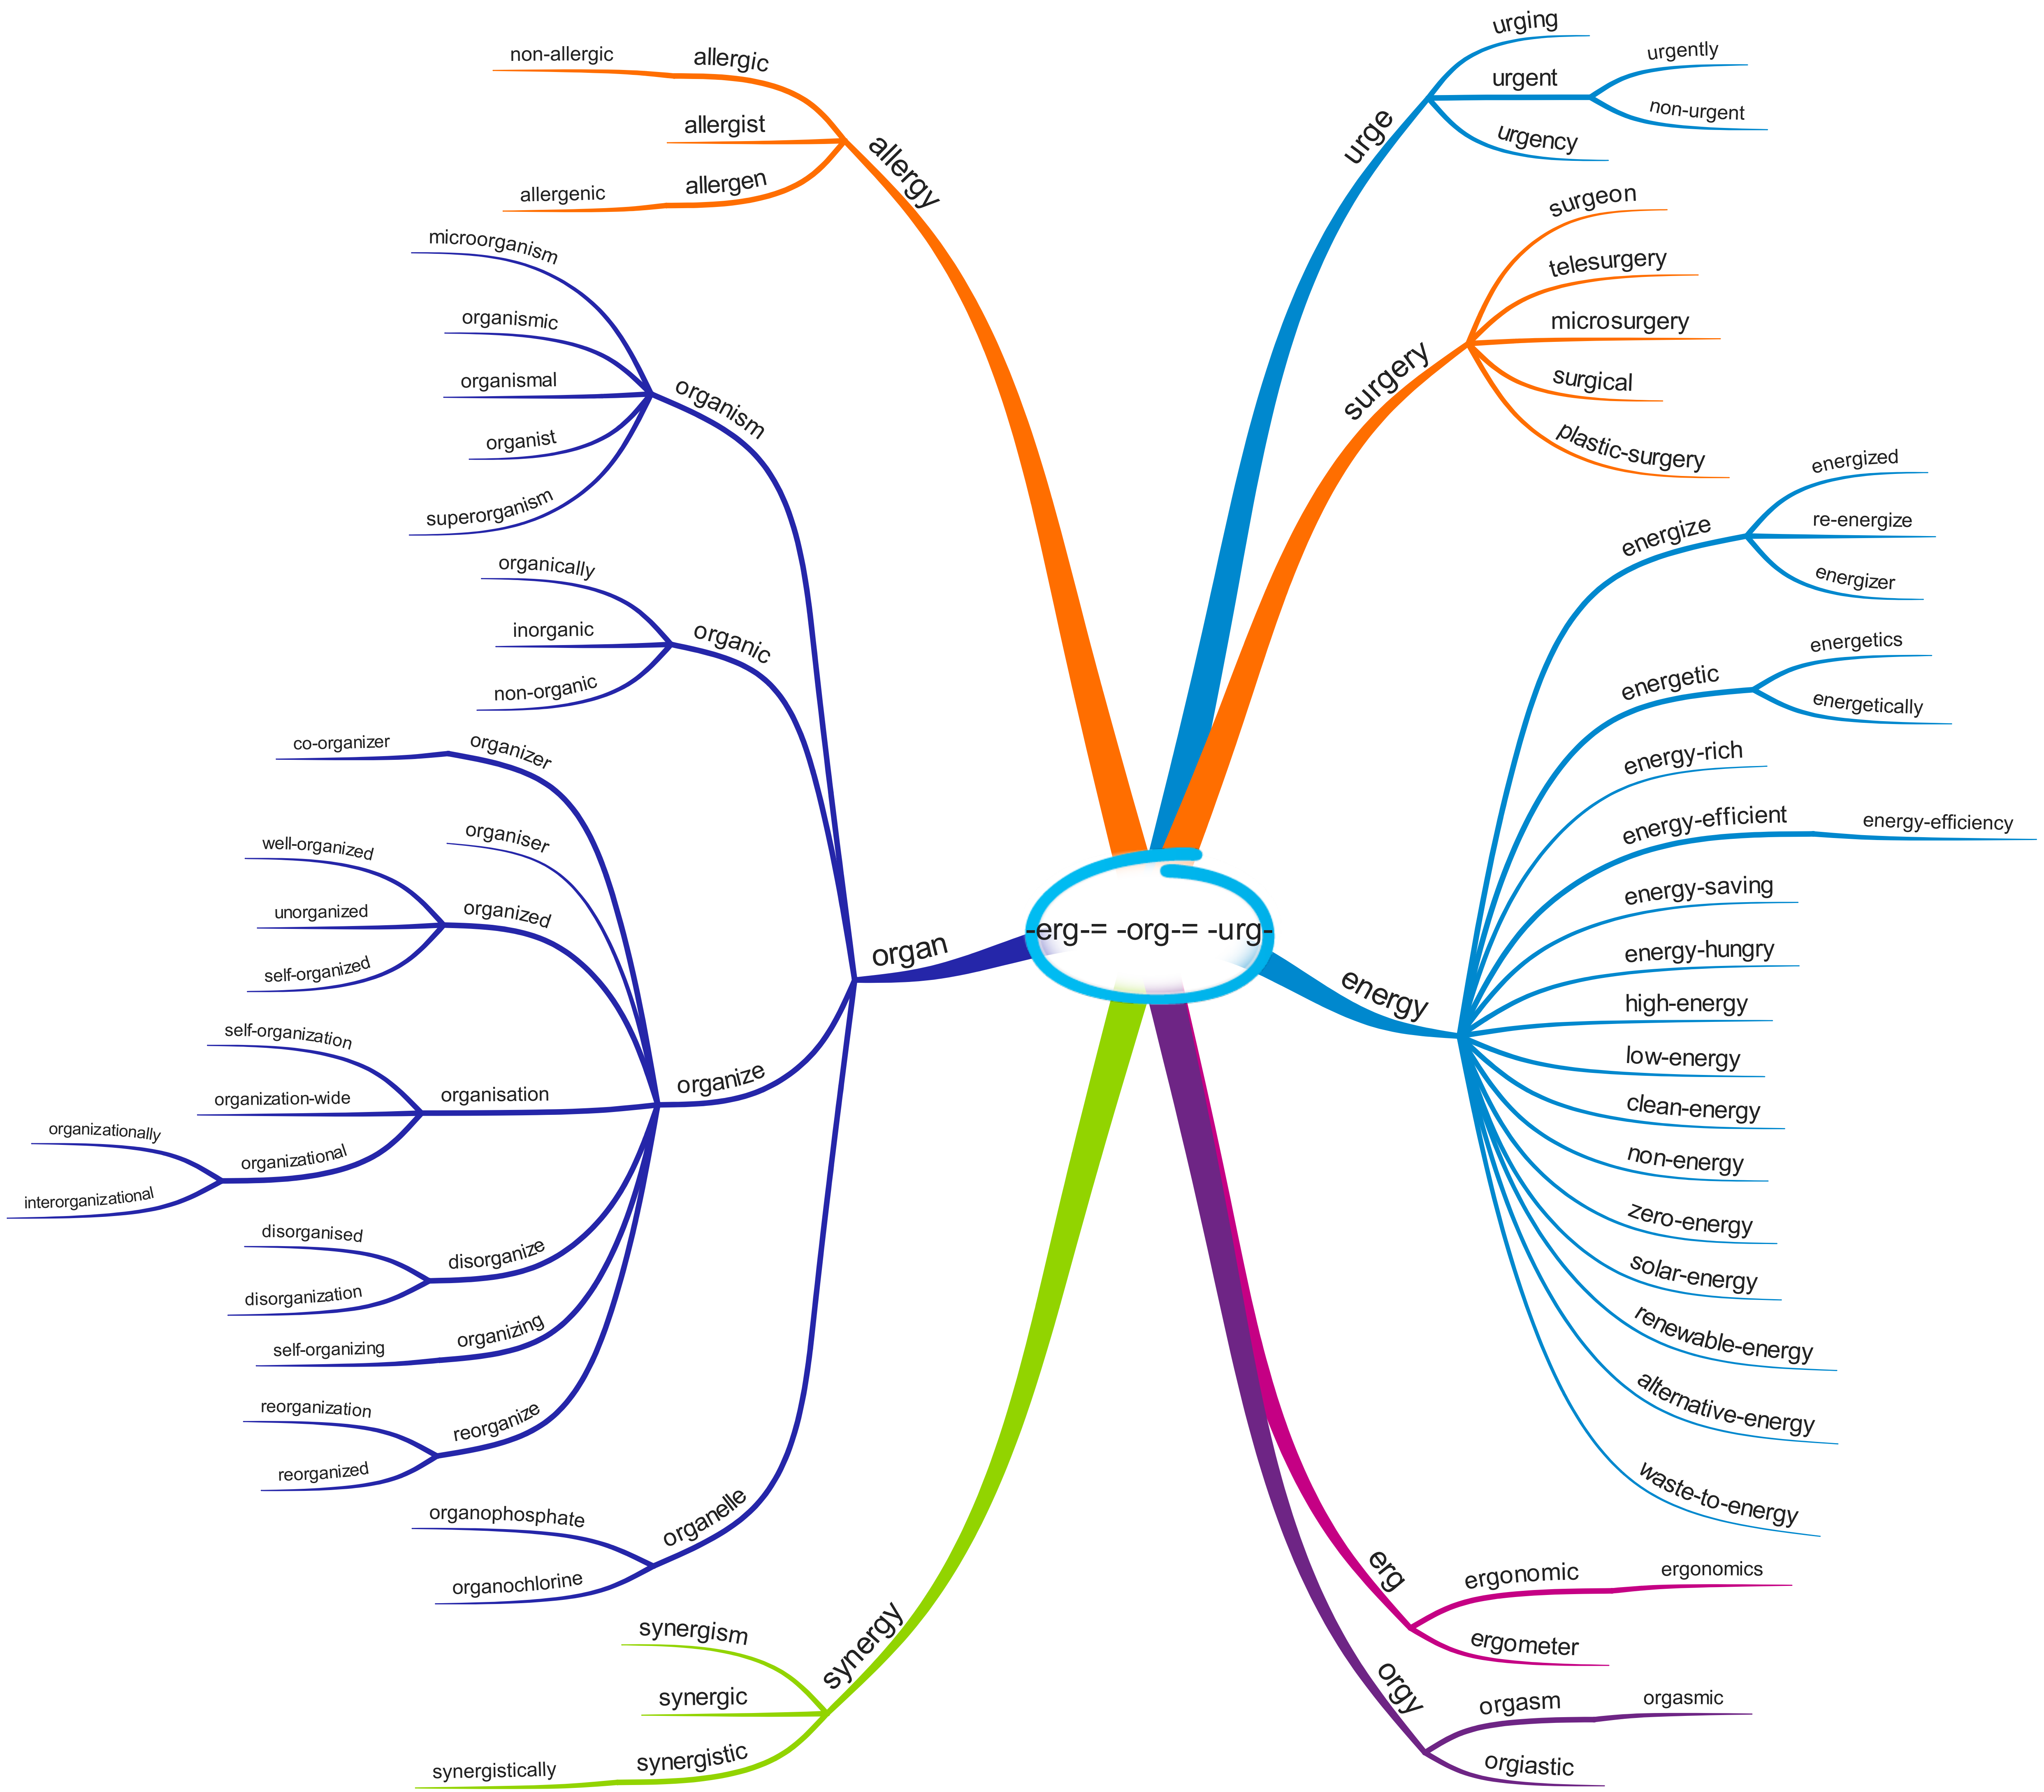 -erg-= -org-= -urg-
urge
urging
urgent
urgently
non-urgent
urgency
surgery
surgeon
telesurgery
microsurgery
surgical
plastic-surgery
energy
energize
energized
re-energize
energizer
energetic
energetics
energetically
energy-rich
energy-efficient
energy-efficiency
energy-saving
energy-hungry
high-energy
low-energy
clean-energy
non-energy
zero-energy
solar-energy
renewable-energy
alternative-energy
waste-to-energy
erg
ergonomic
ergonomics
ergometer
orgy
orgasm
orgasmic
orgiastic
allergy
allergic
non-allergic
allergist
allergen
allergenic
organ
organism
microorganism
organismic
organismal
organist
superorganism
organic
organically
inorganic
non-organic
organize
organizer
co-organizer
organiser
organized
well-organized
unorganized
self-organized
organisation
self-organization
organization-wide
organizational
organizationally
interorganizational
disorganize
disorganised
disorganization
organizing
self-organizing
reorganize
reorganization
reorganized
organelle
organophosphate
organochlorine
synergy
synergism
synergic
synergistic
synergistically